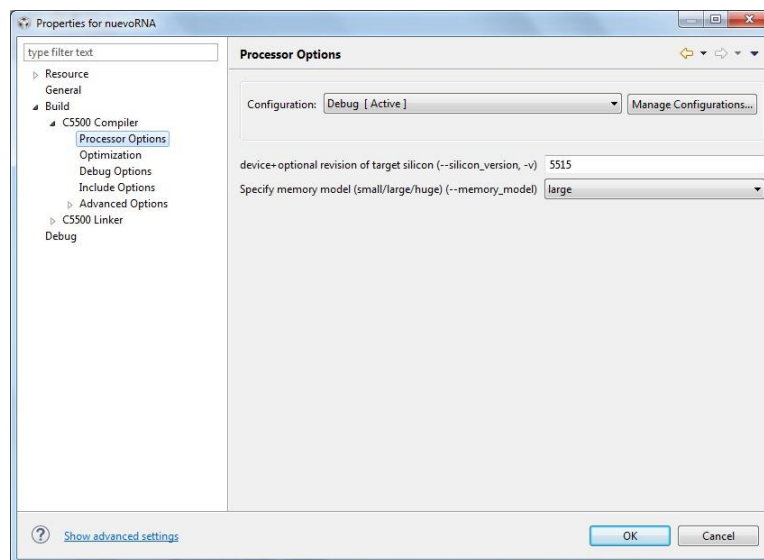 Properties for nuevoRNA
type filter text
Resource
General
Build
C5500 Compiler
Processor Options
Optimization
Debug Options
Include Options
Advanced Options
C5500 Linker
Debug
Processor Options
Configuration: Debug [ Active ] Manage Configurations...
device+optional revision of target silicon (--silicon_version, -v) 5515
Specify memory model (small/large/huge) (--memory_model) large
? Show advanced settings OK Cancel